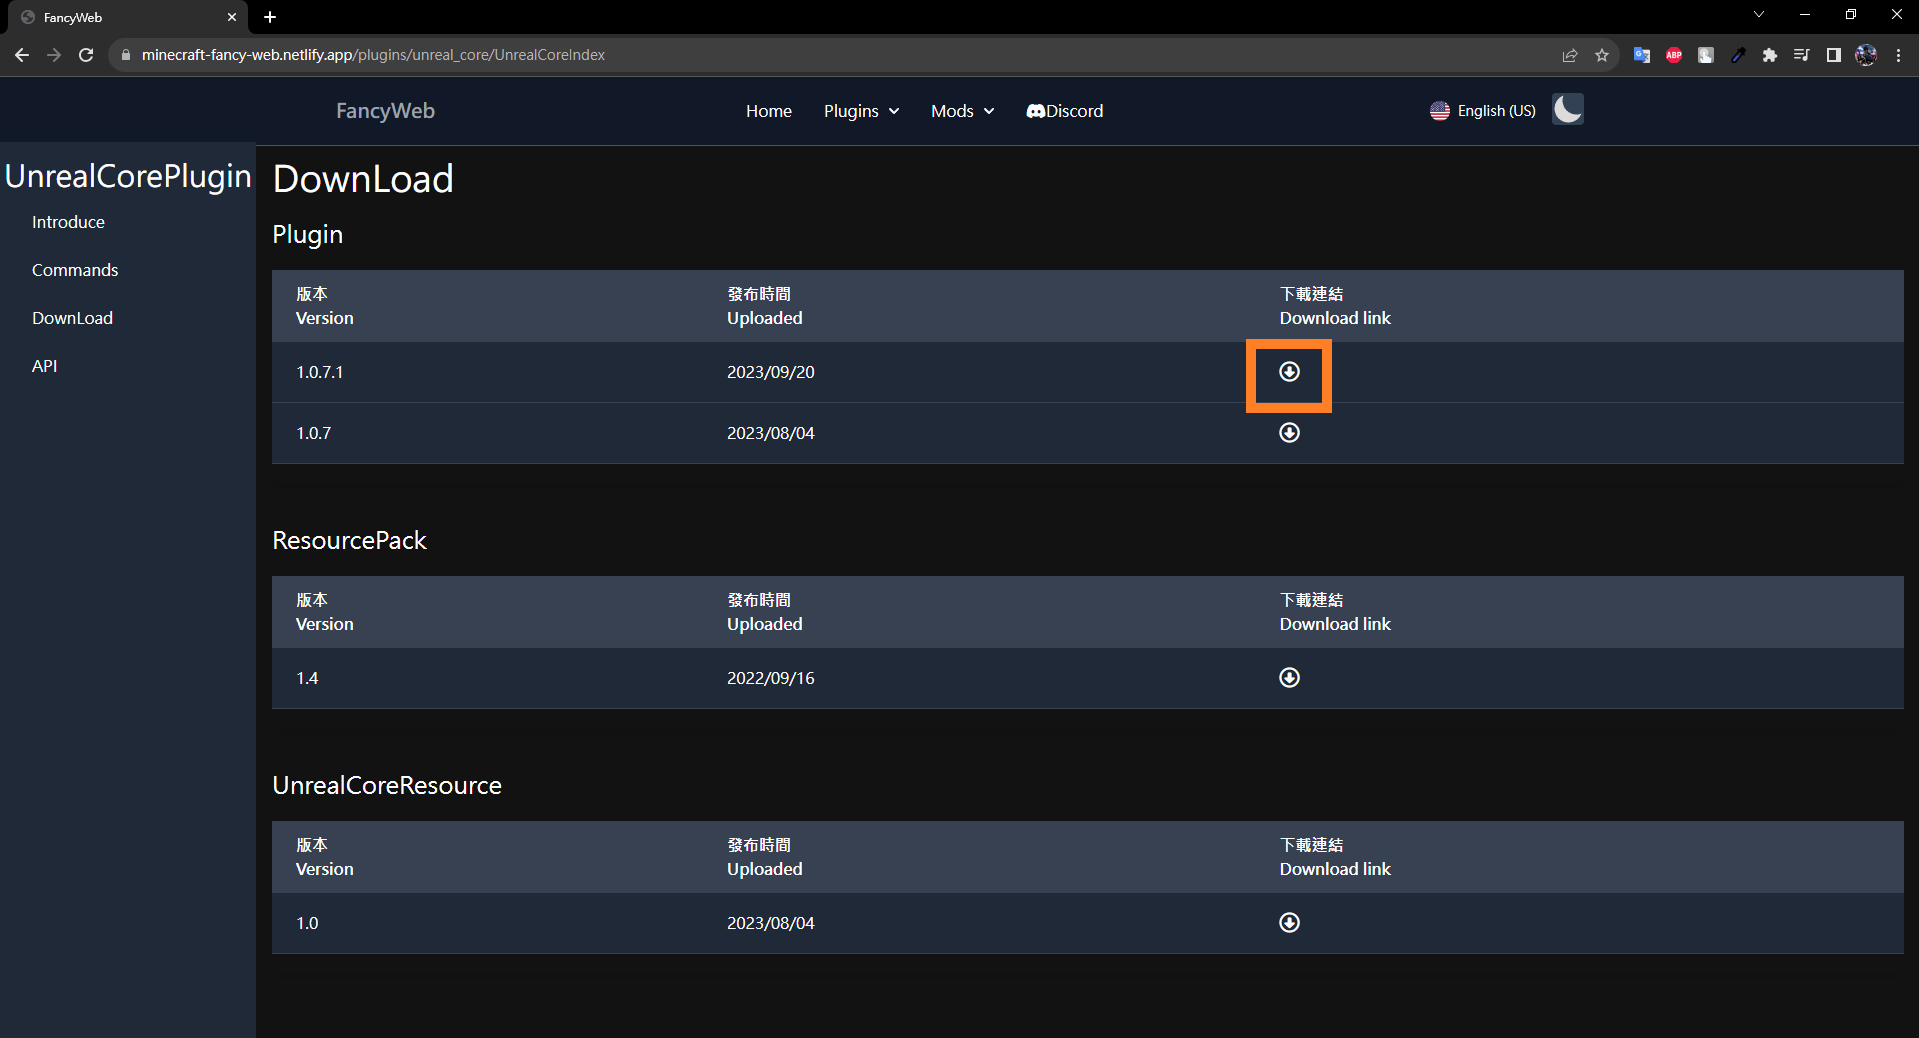 FancyWeb
minecraft-fancy-web.netlify.app/plugins/unreal_core/UnrealCoreIndex
ABP
FancyWeb
Home
Plugins
Mods
Discord
English (US)
UnrealCorePlugin
Introduce
Commands
DownLoad
API
DownLoad
Plugin
版本 發布時間 下載連結
Version Uploaded Download link
1.0.7.1 2023/09/20
1.0.7 2023/08/04
ResourcePack
版本 發布時間 下載連結
Version Uploaded Download link
1.4 2022/09/16
UnrealCoreResource
版本 發布時間 下載連結
Version Uploaded Download link
1.0 2023/08/04